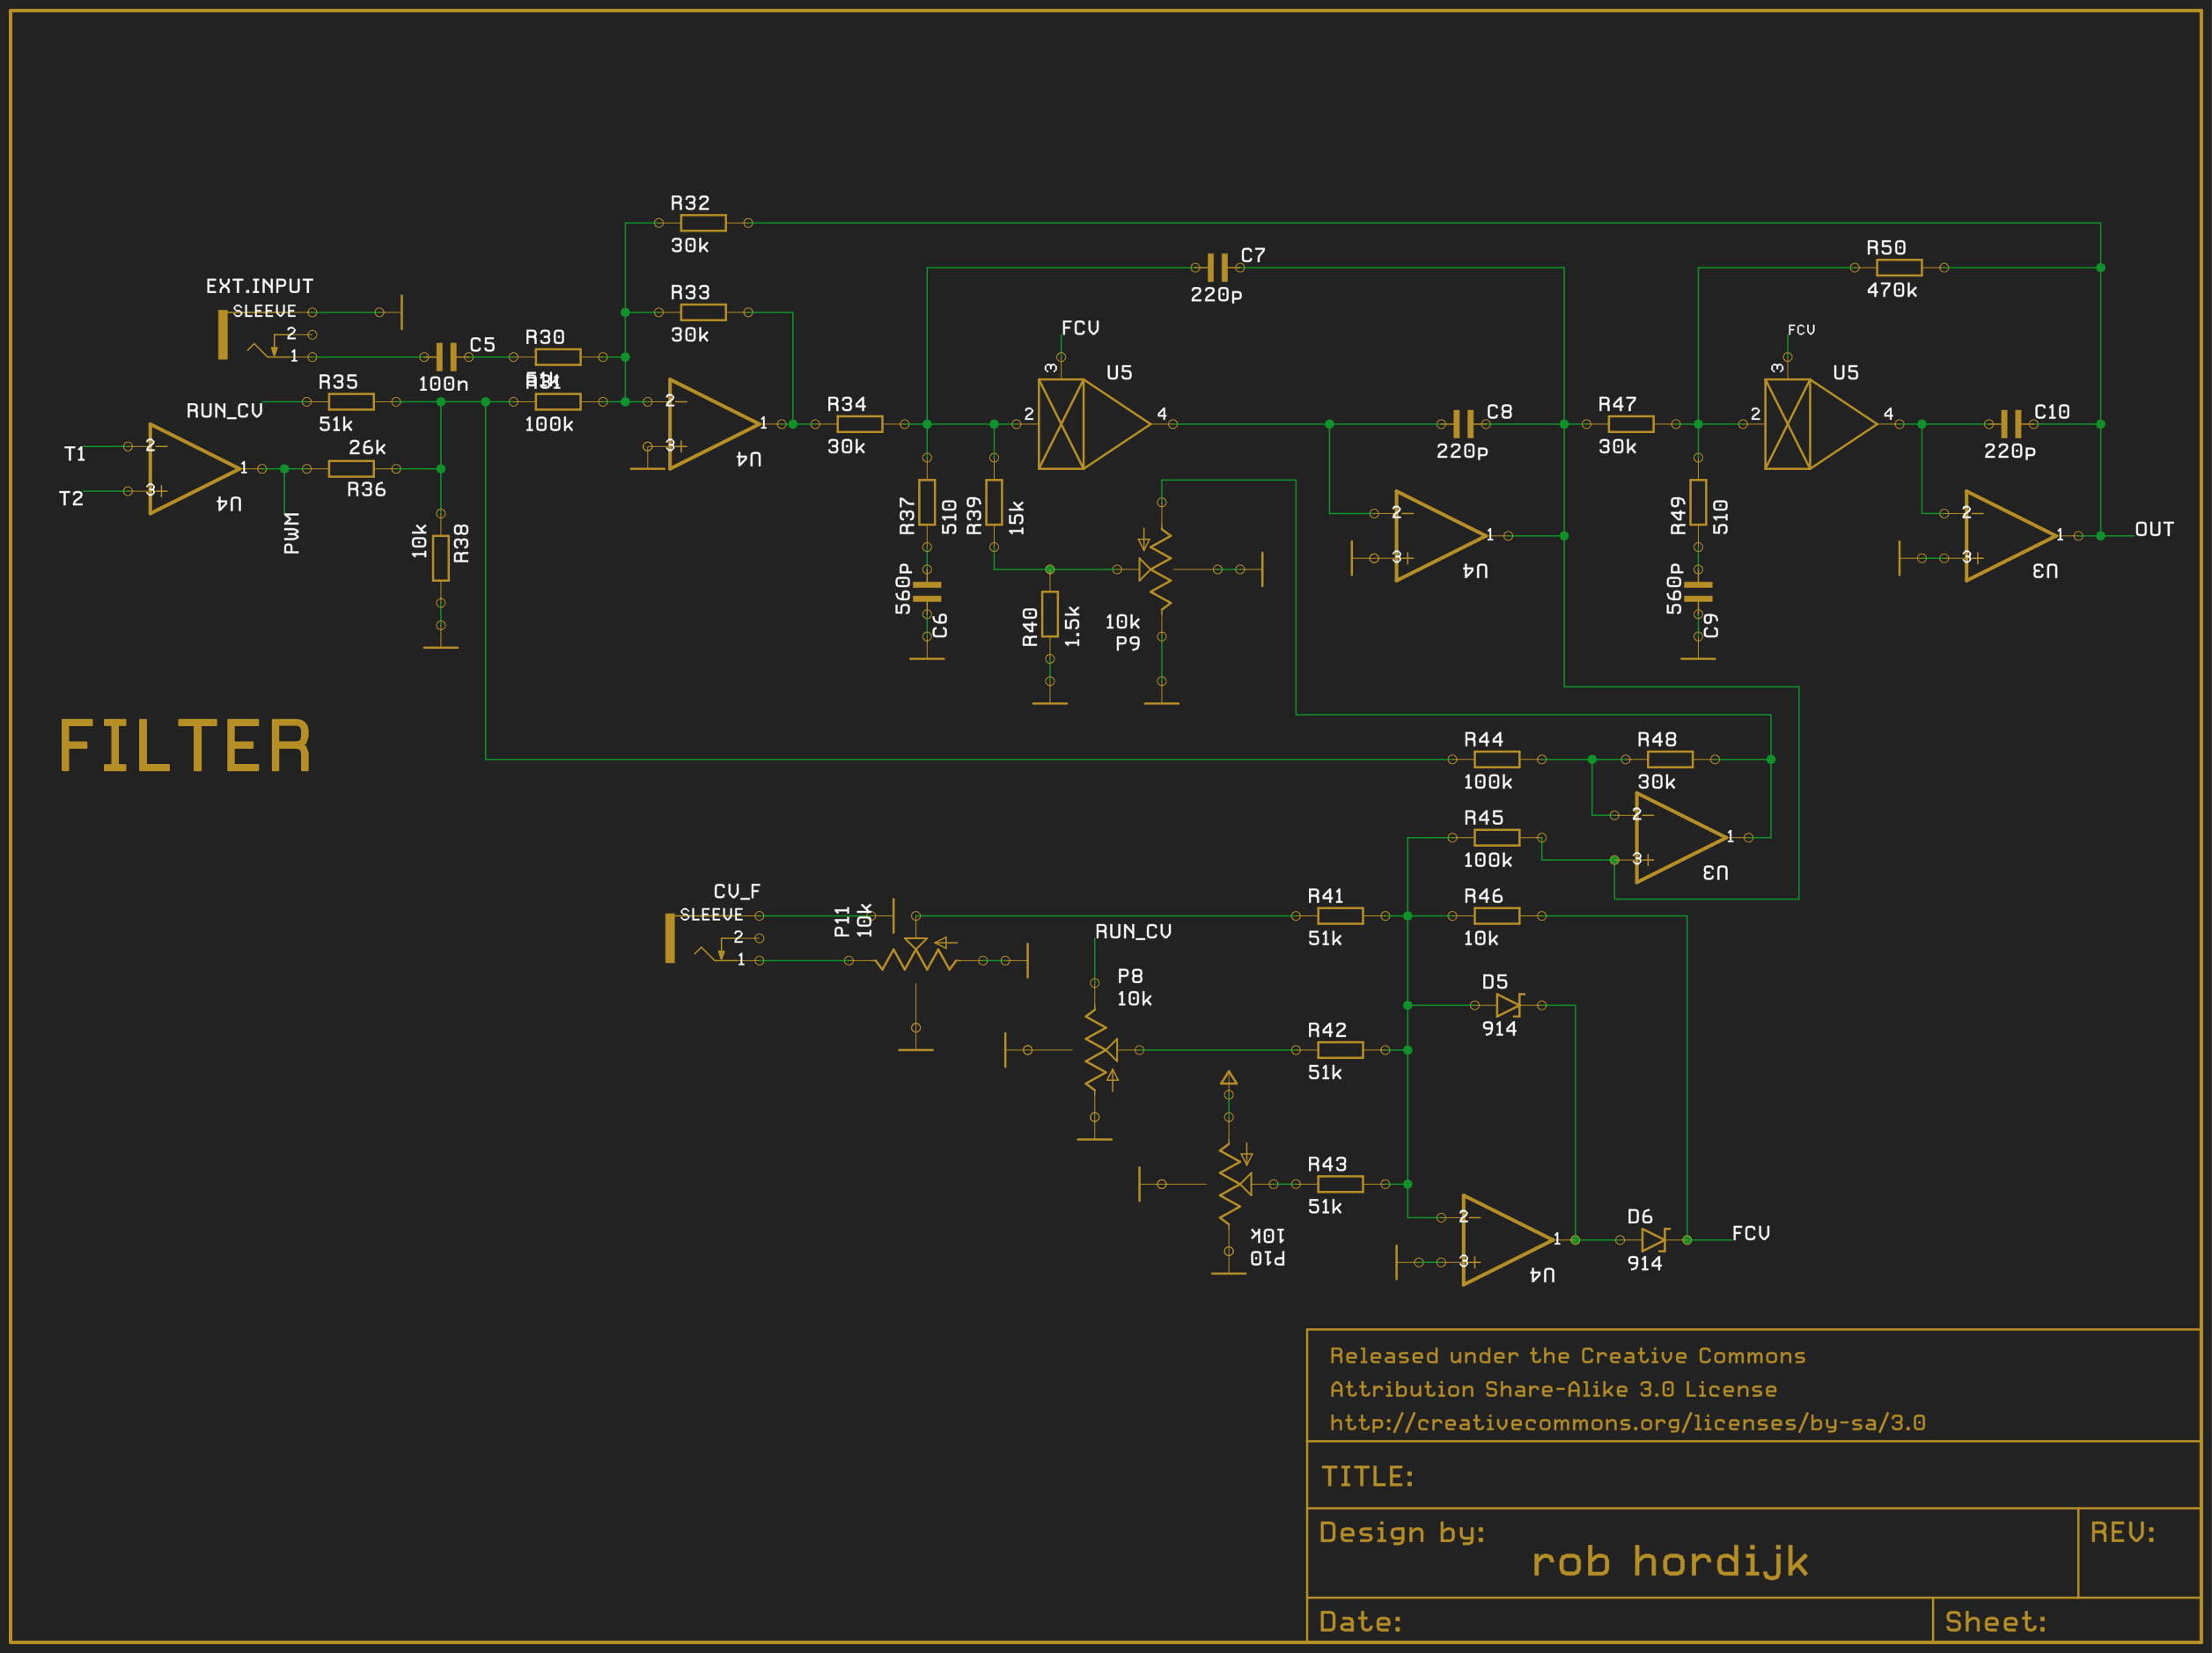 R32
30k
C7
220p
R50
470k
EXT.INPUT
SLEEVE
2
1
R33
30k
FCV
3
U5
FCV
3
U5
C5
100n
R30
51k
R31
100k
R35
51k
RUN_CV
26k
R36
T1
T2
2
3
1
U4
PWM
10k
R38
2
3
1
U4
R34
30k
2
4
C8
220p
R47
30k
2
4
C10
220p
R37
510
R39
15k
560p
C6
R40
1.5k
10k
P9
2
3
1
U4
R49
510
560p
C9
2
3
1
U3
OUT
FILTER
R44
100k
R48
30k
R45
100k
2
3
1
U3
CV_F
SLEEVE
2
1
P11
10k
R41
51k
R46
10k
RUN_CV
P8
10k
D5
914
R42
51k
R43
51k
10k
P10
2
3
1
U4
D6
914
FCV
Released under the Creative Commons
Attribution Share-Alike 3.0 License
http://creativecommons.org/licenses/by-sa/3.0
TITLE:
Design by:
rob hordijk
REV:
Date:
Sheet: